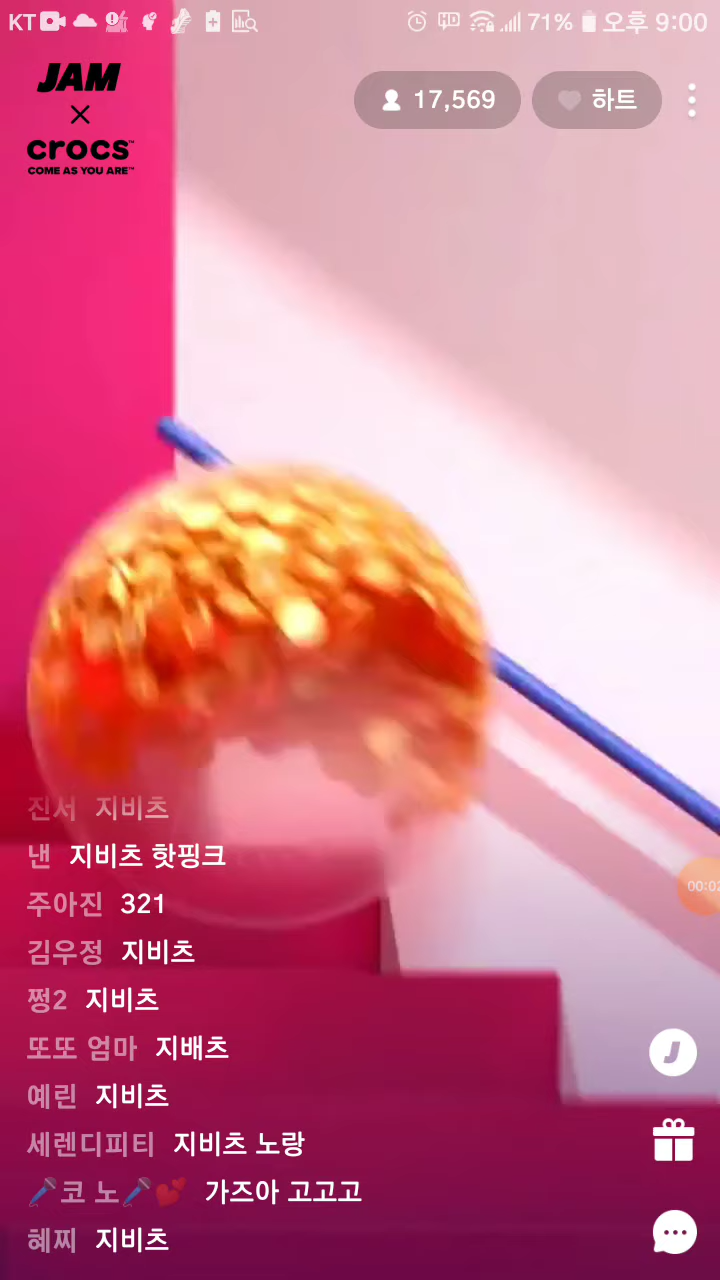 KT 71% 오후 9:00
JAM
×
crocs™
COME AS YOU ARE™
17,569 하트
진서 지비츠
낸 지비츠 핫핑크
주아진 321
김우정 지비츠
쩡2 지비츠
또또 엄마 지배츠
예린 지비츠
세렌디피티 지비츠 노랑
🎤코 노🎤💕 가즈아 고고고
혜찌 지비츠
J